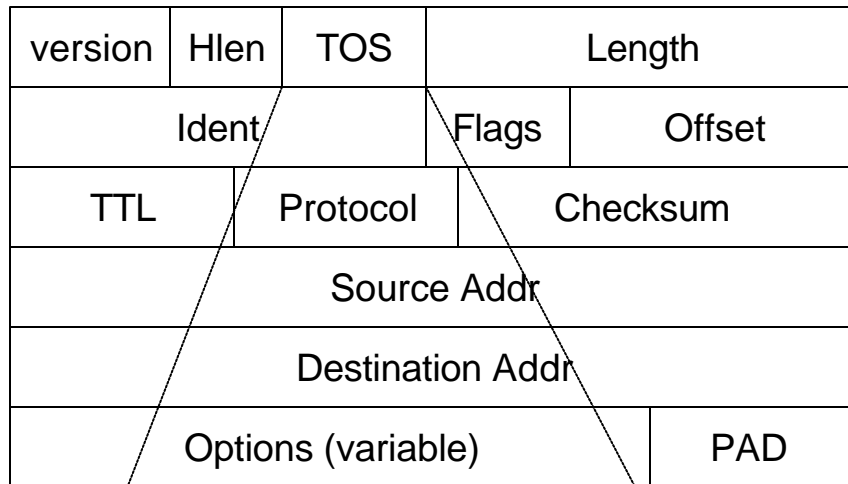 version Hlen TOS Length
Ident Flags Offset
TTL Protocol Checksum
Source Addr
Destination Addr
Options (variable) PAD